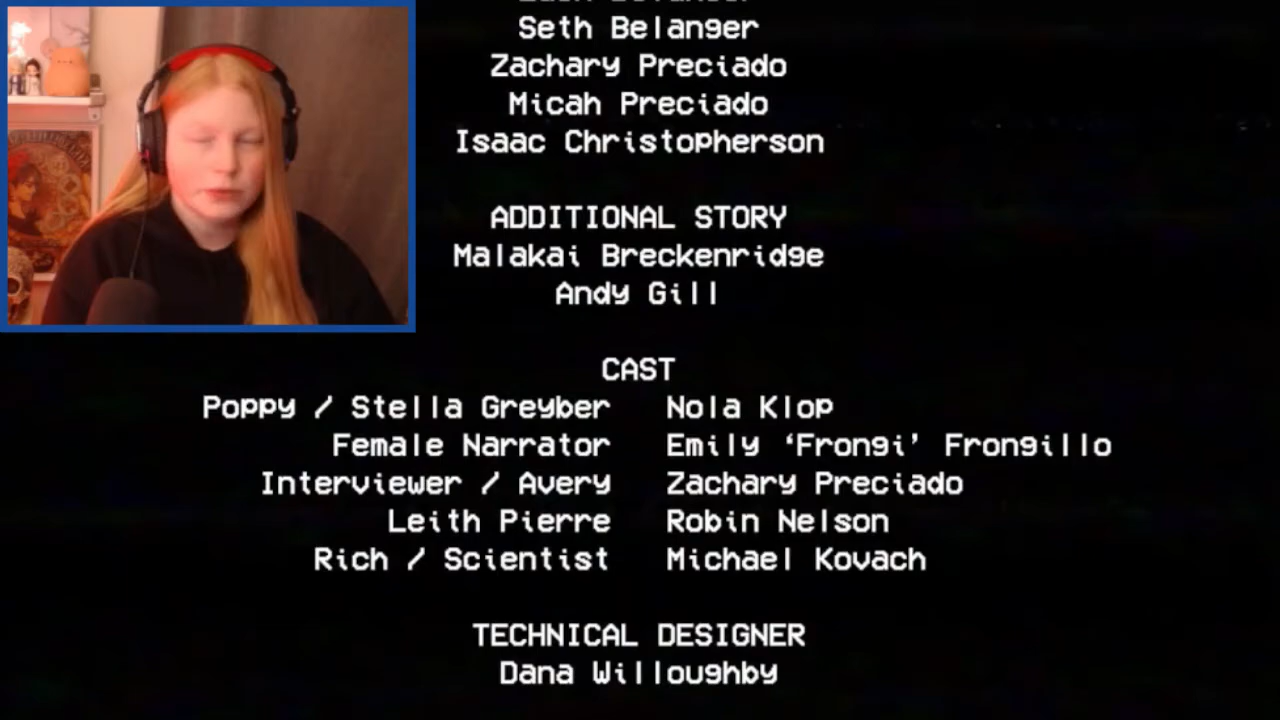 Seth Belanger
Zachary Preciado
Micah Preciado
Isaac Christopherson
ADDITIONAL STORY
Malakai Breckenridge
Andy Gill
CAST
Poppy / Stella Greyber Nola Klop
Female Narrator Emily ‘Frongi’ Frongillo
Interviewer / Avery Zachary Preciado
Leith Pierre Robin Nelson
Rich / Scientist Michael Kovach
TECHNICAL DESIGNER
Dana Willoughby